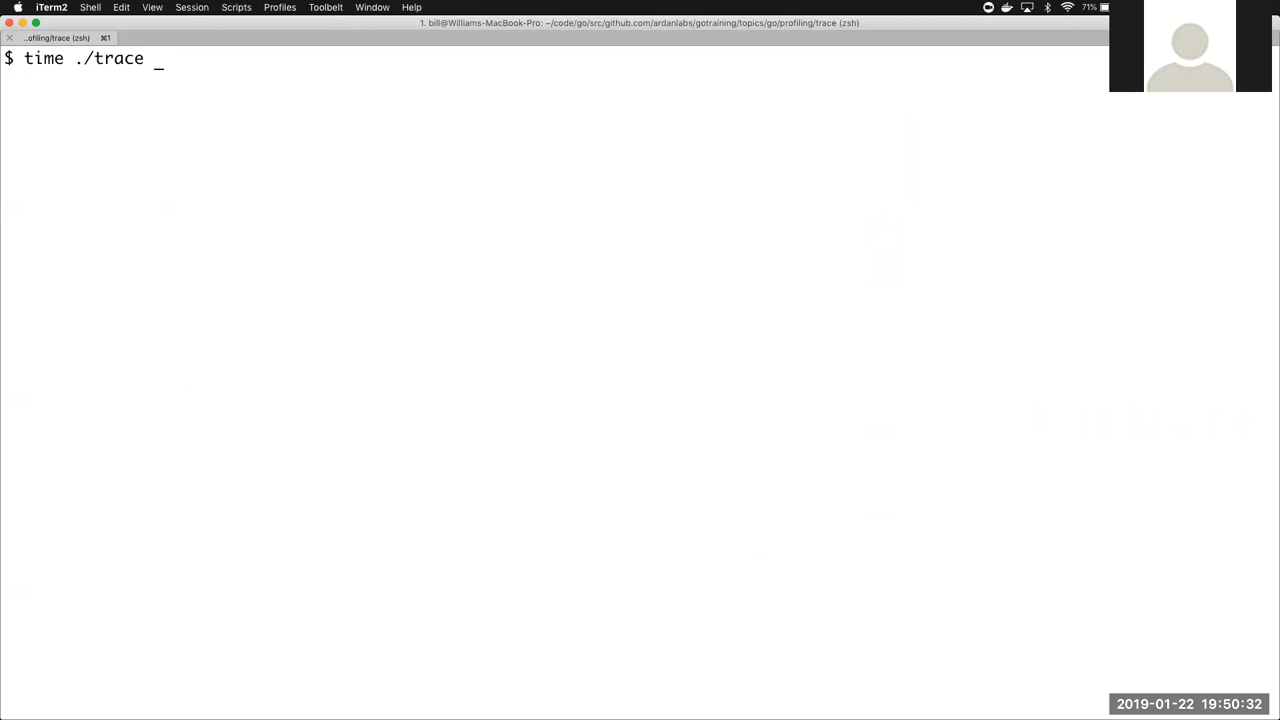 iTerm2 Shell Edit View Session Scripts Profiles Toolbelt Window Help 71%
1. bill@Williams-MacBook-Pro: ~/code/go/src/github.com/ardanlabs/gotraining/topics/go/profiling/trace (zsh)
..ofiling/trace (zsh) ⌘1
$ time ./trace _
2019-01-22 19:50:32